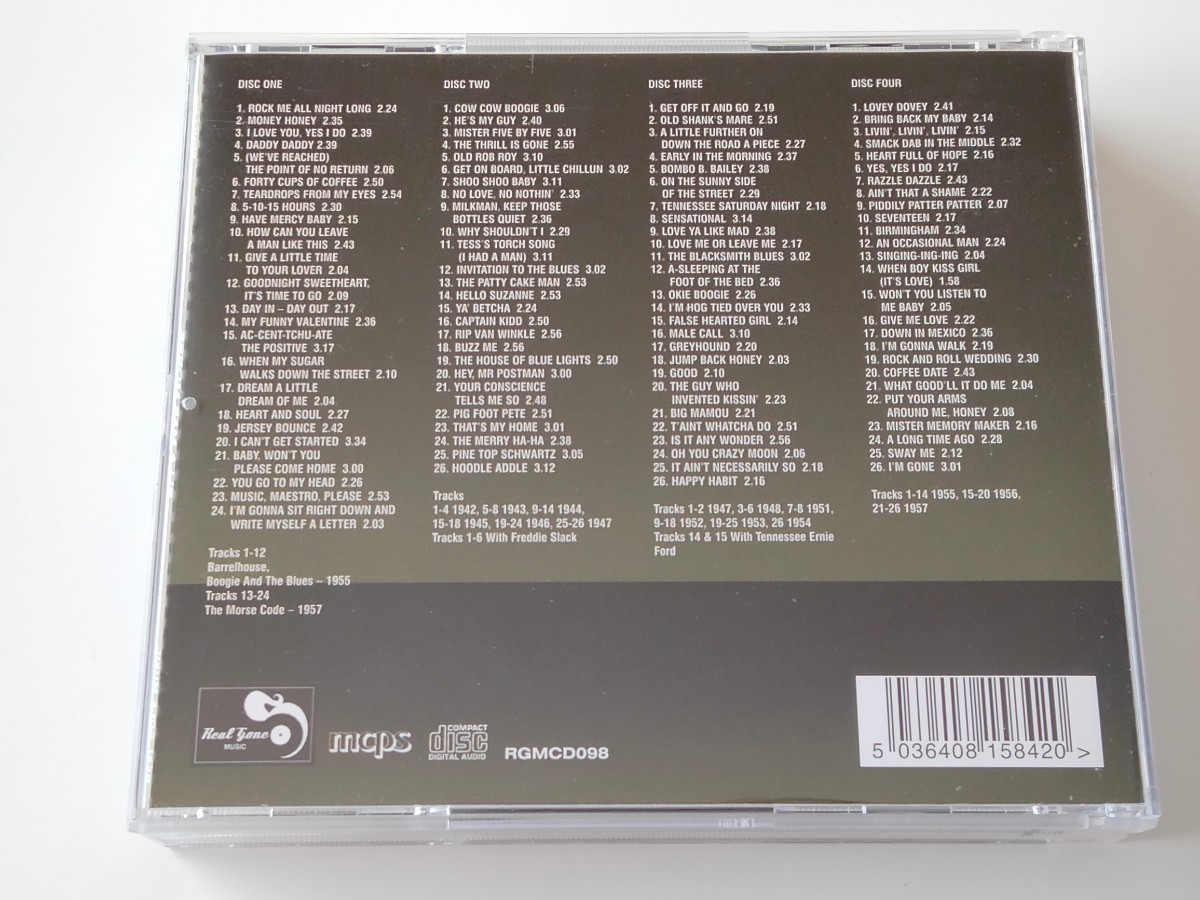 DISC ONE
1. ROCK ME ALL NIGHT LONG 2.24
2. MONEY HONEY 2.35
3. I LOVE YOU, YES I DO 2.39
4. DADDY DADDY 2.39
5. (WE'VE REACHED)
THE POINT OF NO RETURN 2.06
6. FORTY CUPS OF COFFEE 2.50
7. TEARDROPS FROM MY EYES 2.54
8. 5-10-15 HOURS 2.30
9. HAVE MERCY BABY 2.15
10. HOW CAN YOU LEAVE
A MAN LIKE THIS 2.43
11. GIVE A LITTLE TIME
TO YOUR LOVER 2.04
12. GOODNIGHT SWEETHEART,
IT'S TIME TO GO 2.09
13. DAY IN – DAY OUT 2.17
14. MY FUNNY VALENTINE 2.36
15. AC-CENT-TCHU-ATE
THE POSITIVE 3.17
16. WHEN MY SUGAR
WALKS DOWN THE STREET 2.10
17. DREAM A LITTLE
DREAM OF ME 2.04
18. HEART AND SOUL 2.27
19. JERSEY BOUNCE 2.42
20. I CAN'T GET STARTED 3.34
21. BABY, WON'T YOU
PLEASE COME HOME 3.00
22. YOU GO TO MY HEAD 2.26
23. MUSIC, MAESTRO, PLEASE 2.53
24. I'M GONNA SIT RIGHT DOWN AND
WRITE MYSELF A LETTER 2.03
Tracks 1-12
Barrelhouse,
Boogie And The Blues – 1955
Tracks 13-24
The Morse Code – 1957
DISC TWO
1. COW COW BOOGIE 3.06
2. HE'S MY GUY 2.40
3. MISTER FIVE BY FIVE 3.01
4. THE THRILL IS GONE 2.55
5. OLD ROB ROY 3.10
6. GET ON BOARD, LITTLE CHILLUN 3.02
7. SHOO SHOO BABY 3.11
8. NO LOVE, NO NOTHIN' 2.33
9. MILKMAN, KEEP THOSE
BOTTLES QUIET 2.36
10. WHY SHOULDN'T I 2.29
11. TESS'S TORCH SONG
(I HAD A MAN) 3.11
12. INVITATION TO THE BLUES 3.02
13. THE PATTY CAKE MAN 2.53
14. HELLO SUZANNE 2.53
15. YA' BETCHA 2.24
16. CAPTAIN KIDD 2.50
17. RIP VAN WINKLE 2.56
18. BUZZ ME 2.56
19. THE HOUSE OF BLUE LIGHTS 2.50
20. HEY, MR POSTMAN 3.00
21. YOUR CONSCIENCE
TELLS ME SO 2.48
22. PIG FOOT PETE 2.51
23. THAT'S MY HOME 3.01
24. THE MERRY HA-HA 2.38
25. PINE TOP SCHWARTZ 3.05
26. HOODLE ADDLE 3.12
Tracks
1-4 1942, 5-8 1943, 9-14 1944,
15-18 1945, 19-24 1946, 25-26 1947
Tracks 1-6 With Freddie Slack
DISC THREE
1. GET OFF IT AND GO 2.19
2. OLD SHANK'S MARE 2.51
3. A LITTLE FURTHER ON
DOWN THE ROAD A PIECE 2.27
4. EARLY IN THE MORNING 2.37
5. BOMBO B. BAILEY 2.38
6. ON THE SUNNY SIDE
OF THE STREET 2.29
7. TENNESSEE SATURDAY NIGHT 2.18
8. SENSATIONAL 3.14
9. LOVE YA LIKE MAD 2.38
10. LOVE ME OR LEAVE ME 2.17
11. THE BLACKSMITH BLUES 3.02
12. A-SLEEPING AT THE
FOOT OF THE BED 2.36
13. OKIE BOOGIE 2.26
14. I'M HOG TIED OVER YOU 2.33
15. FALSE HEARTED GIRL 2.14
16. MALE CALL 3.10
17. GREYHOUND 2.20
18. JUMP BACK HONEY 2.03
19. GOOD 2.10
20. THE GUY WHO
INVENTED KISSIN' 2.23
21. BIG MAMOU 2.21
22. T'AINT WHATCHA DO 2.51
23. IS IT ANY WONDER 2.56
24. OH YOU CRAZY MOON 2.06
25. IT AIN'T NECESSARILY SO 2.18
26. HAPPY HABIT 2.16
Tracks 1-2 1947, 3-6 1948, 7-8 1951,
9-18 1952, 19-25 1953, 26 1954
Tracks 14 & 15 With Tennessee Ernie
Ford
DISC FOUR
1. LOVEY DOVEY 2.41
2. BRING BACK MY BABY 2.14
3. LIVIN', LIVIN', LIVIN' 2.15
4. SMACK DAB IN THE MIDDLE 2.32
5. HEART FULL OF HOPE 2.16
6. YES, YES I DO 2.17
7. RAZZLE DAZZLE 2.43
8. AIN'T THAT A SHAME 2.22
9. PIDDILY PATTER PATTER 2.07
10. SEVENTEEN 2.17
11. BIRMINGHAM 2.34
12. AN OCCASIONAL MAN 2.24
13. SINGING-ING-ING 2.04
14. WHEN BOY KISS GIRL
(IT'S LOVE) 1.58
15. WON'T YOU LISTEN TO
ME BABY 2.05
16. GIVE ME LOVE 2.22
17. DOWN IN MEXICO 2.36
18. I'M GONNA WALK 2.19
19. ROCK AND ROLL WEDDING 2.30
20. COFFEE DATE 2.43
21. WHAT GOOD'LL IT DO ME 2.04
22. PUT YOUR ARMS
AROUND ME, HONEY 2.08
23. MISTER MEMORY MAKER 2.16
24. A LONG TIME AGO 2.28
25. SWAY ME 2.12
26. I'M GONE 3.01
Tracks 1-14 1955, 15-20 1956,
21-26 1957
Real Gone
MUSIC
mcps
COMPACT
disc
DIGITAL AUDIO
RGMCD098
5 036408 158420 >